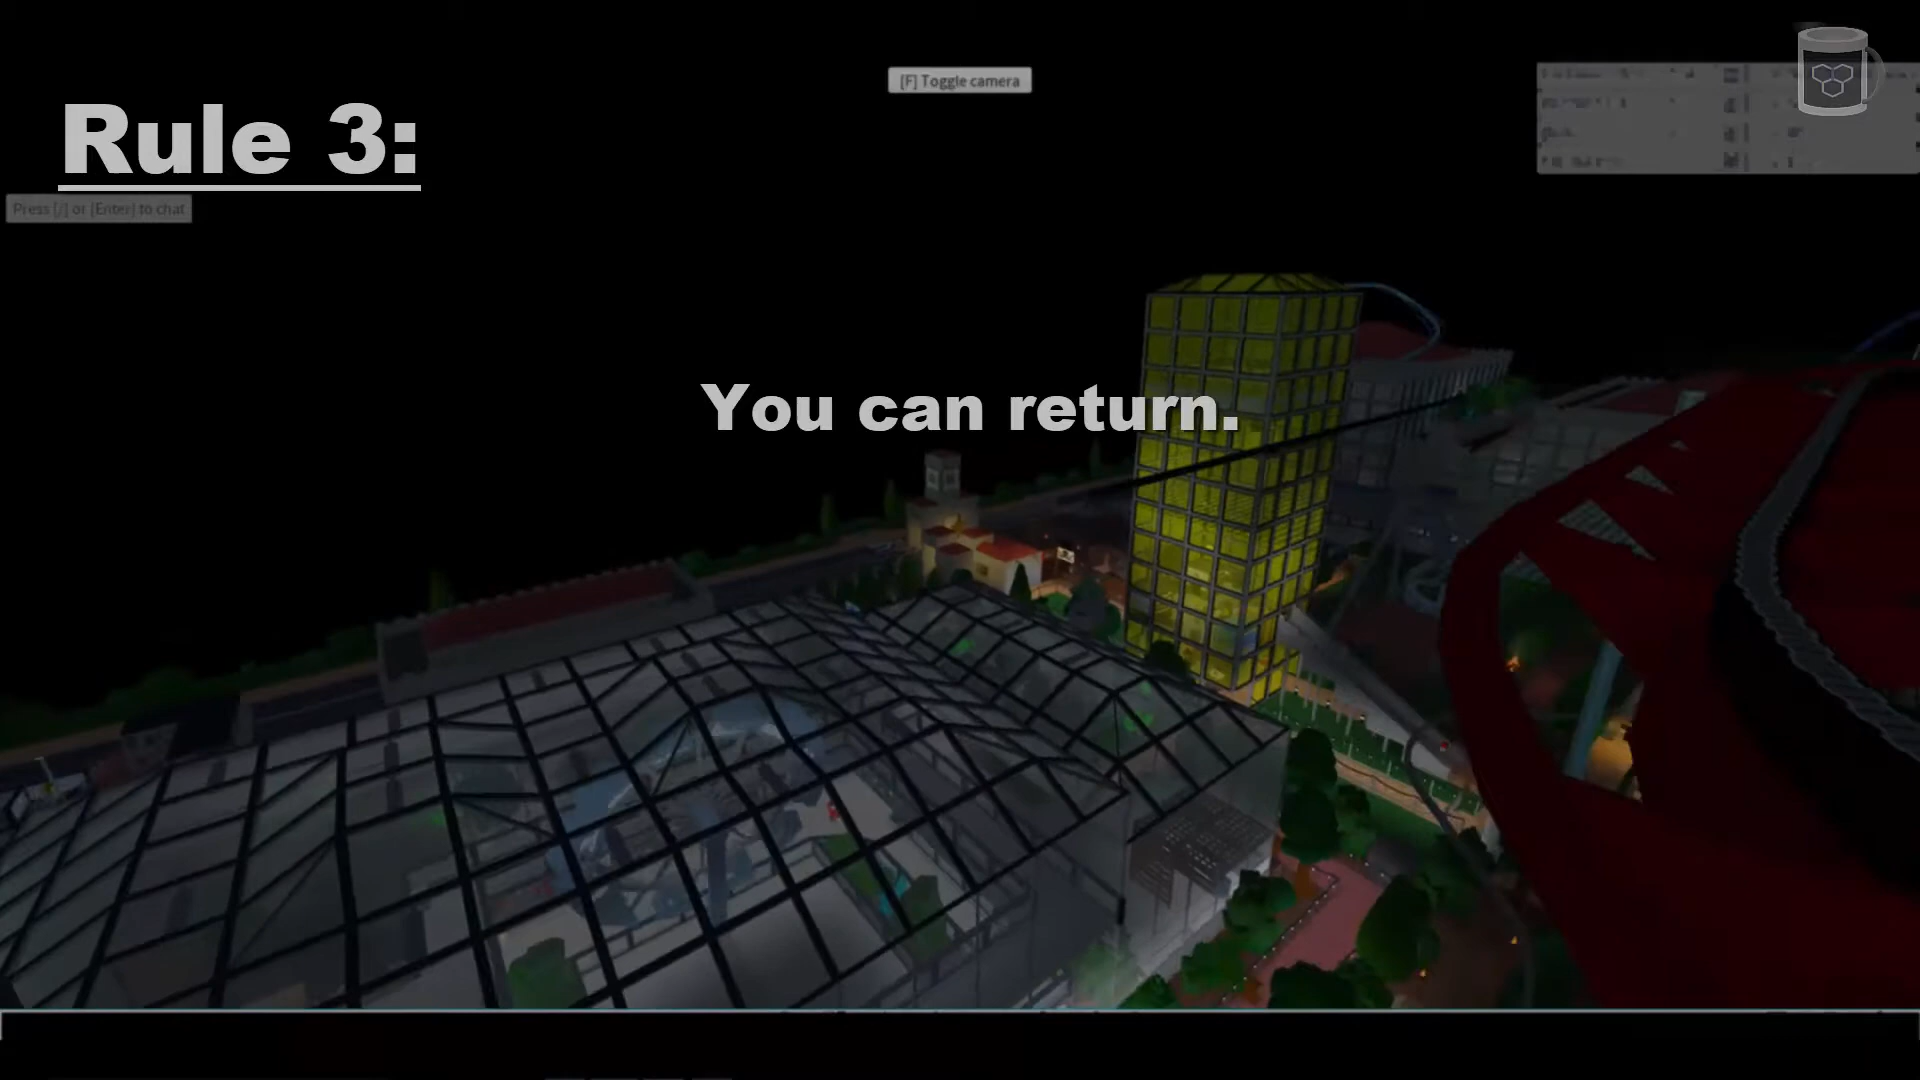 [F] Toggle camera
Rule 3:
Press [/] or [Enter] to chat
You can return.